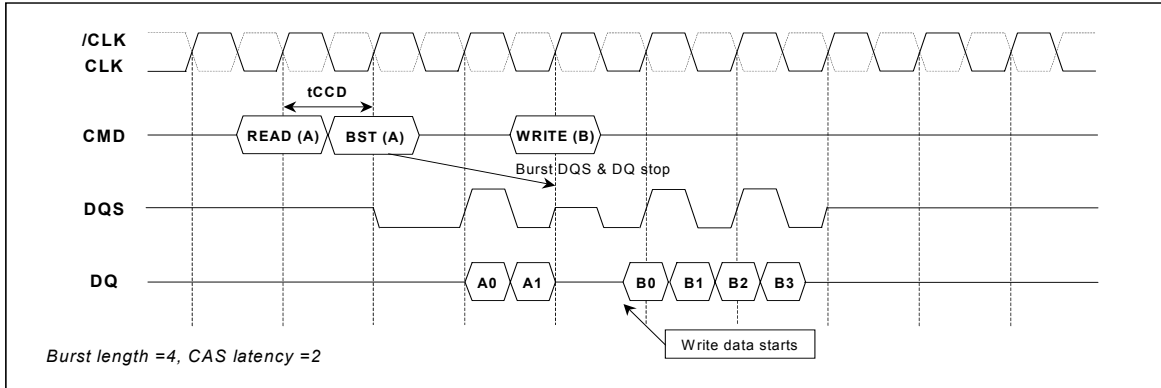 /CLK
CLK
tCCD
CMD
READ (A)
BST (A)
WRITE (B)
Burst DQS & DQ stop
DQS
DQ
A0
A1
B0
B1
B2
B3
Write data starts
Burst length =4, CAS latency =2